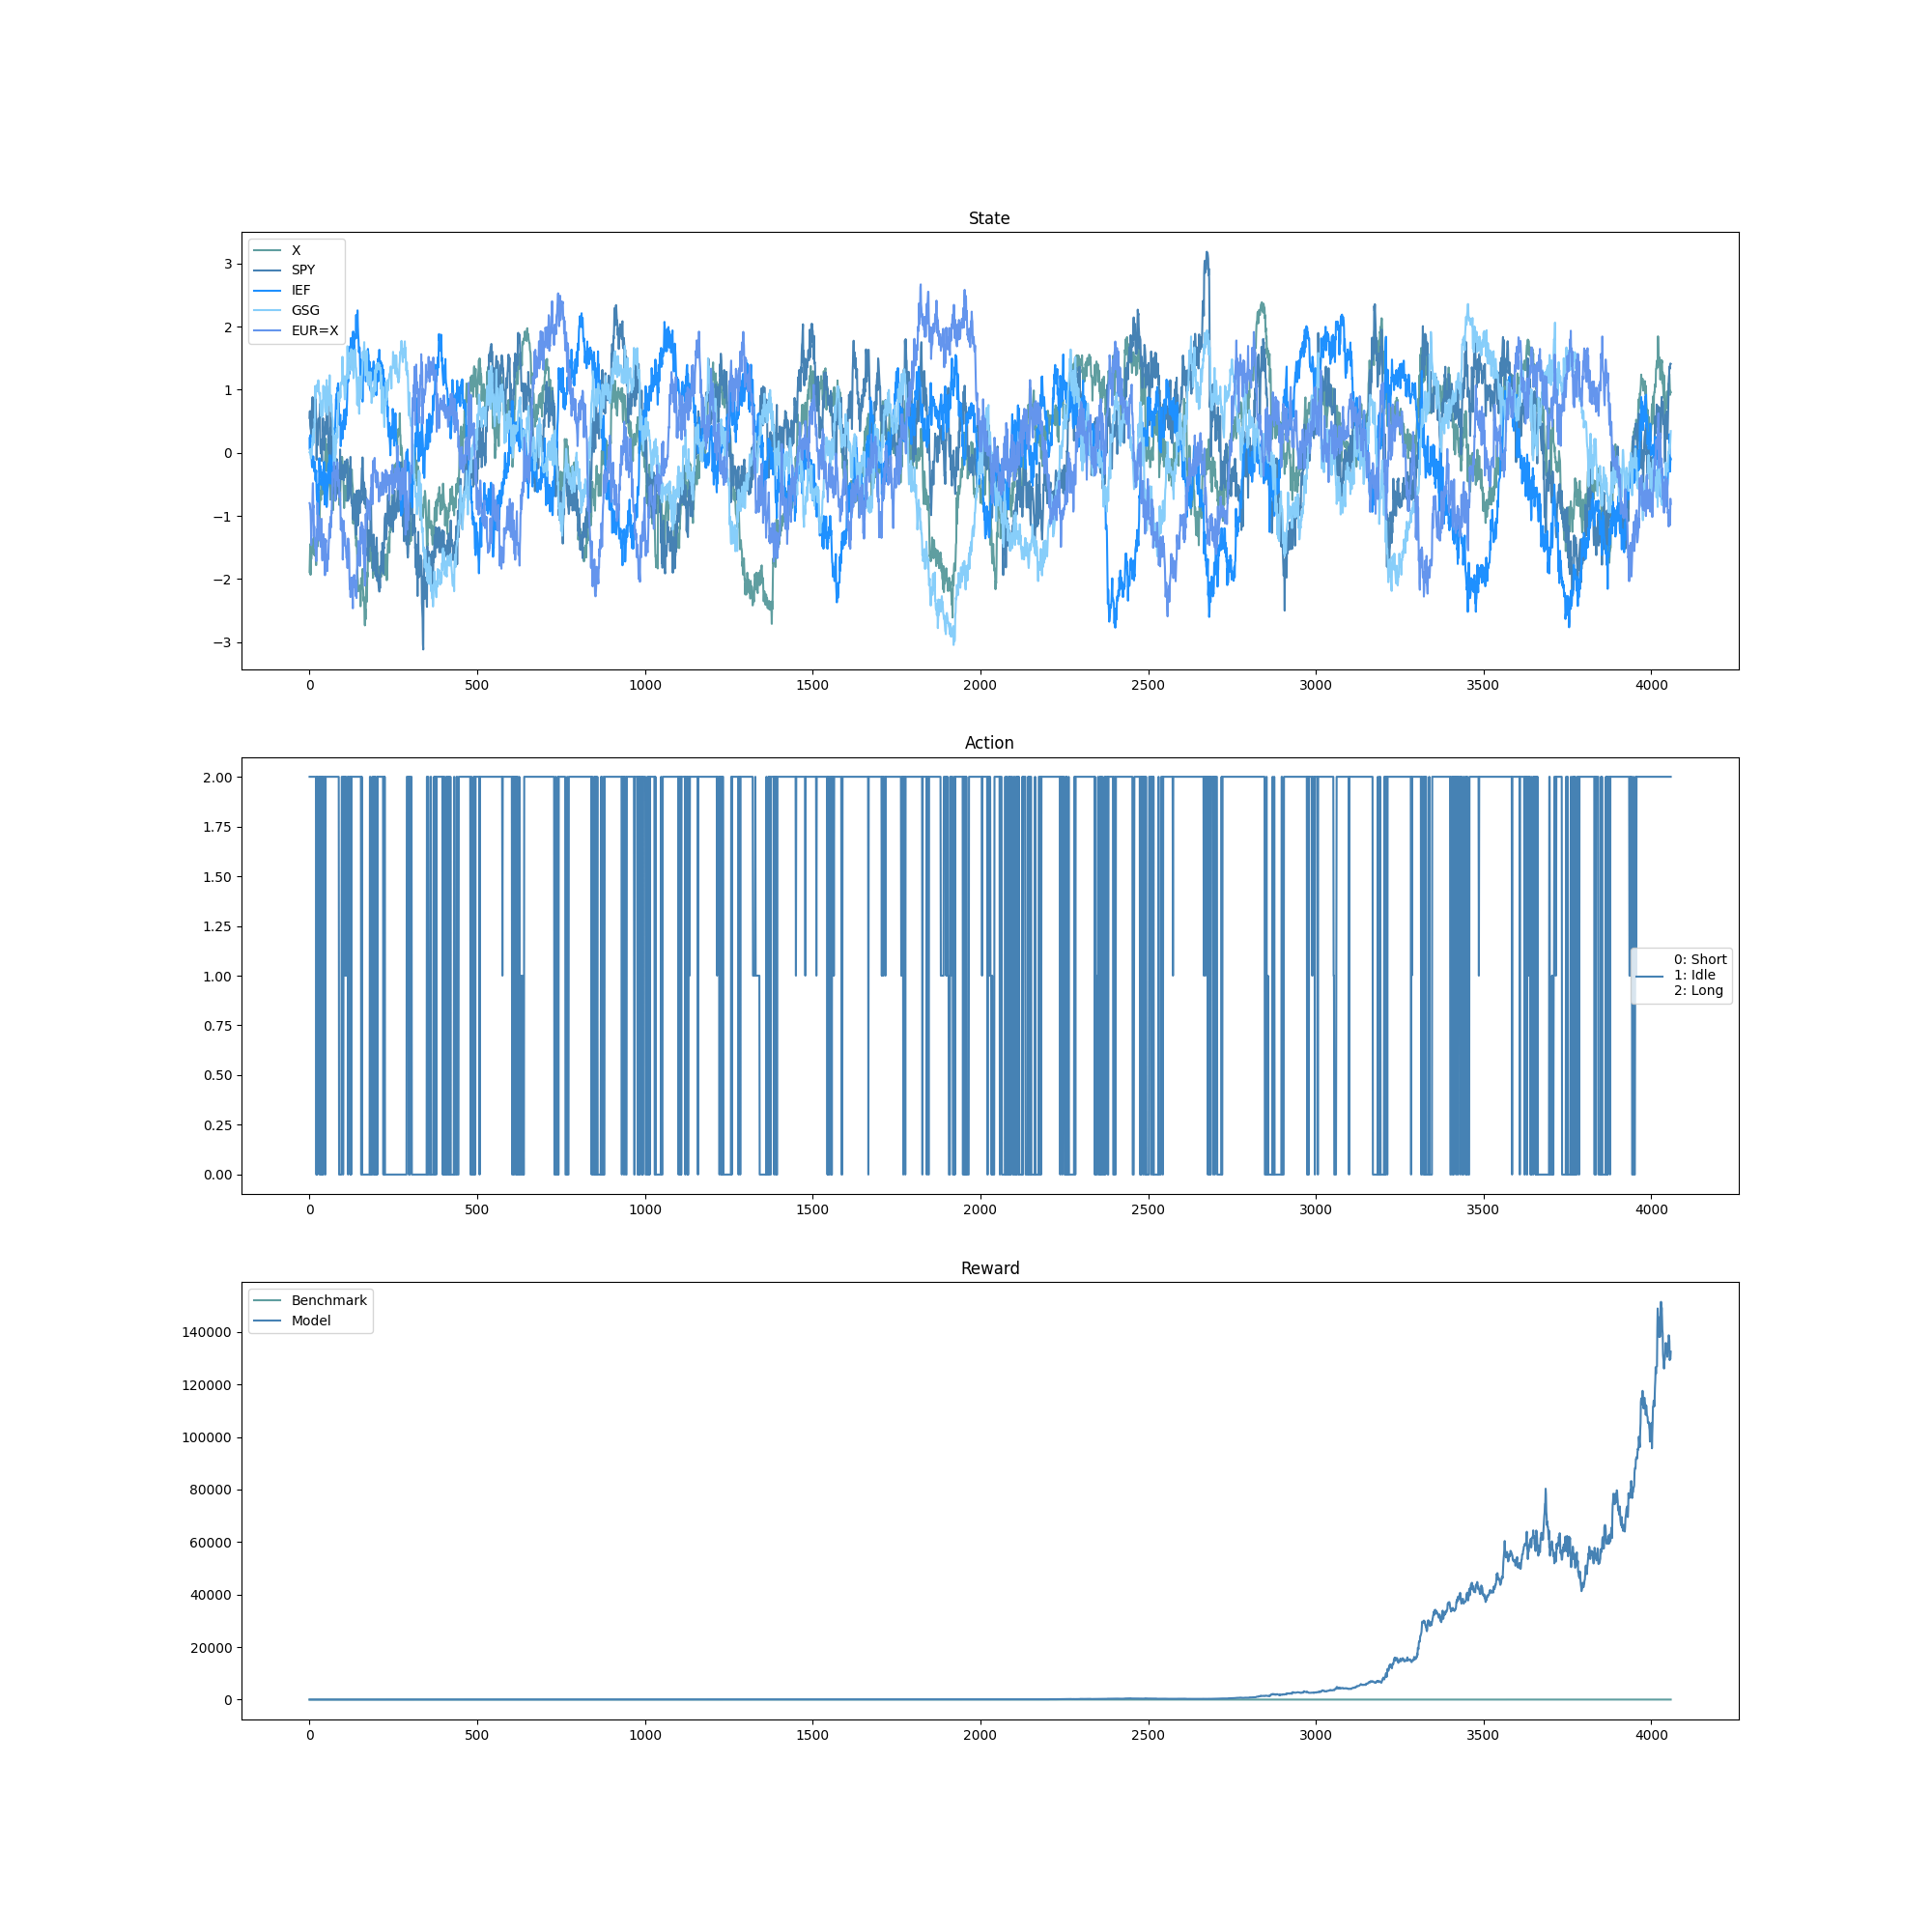 State
X
SPY
IEF
GSG
EUR=X
3
2
1
0
−1
−2
−3
0 500 1000 1500 2000 2500 3000 3500 4000
Action
2.00
1.75
1.50
1.25
1.00
0.75
0.50
0.25
0.00
0: Short
1: Idle
2: Long
0 500 1000 1500 2000 2500 3000 3500 4000
Reward
Benchmark
Model
140000
120000
100000
80000
60000
40000
20000
0
0 500 1000 1500 2000 2500 3000 3500 4000